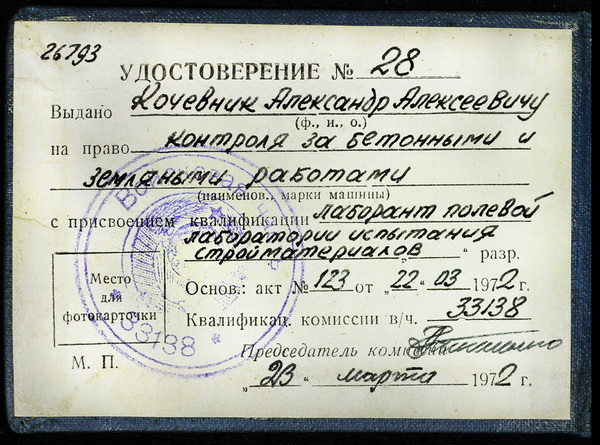 26793
УДОСТОВЕРЕНИЕ № 28
Выдано Кочевник Александр Алексеевичу
(ф., и., о.)
на право контроля за бетонными и
земляными работами
(наименов., марки машины)
с присвоением квалификации лаборант полевой
лаборатории испытания
стройматериалов „ “ разр.
Место
для
фотокарточки
Основ.: акт № 123 от „22“ 03 1972 г.
Квалификац. комиссии в/ч. 33138
М. П.
Председатель комиссии
„23“ марта 1972 г.
* 33138 *